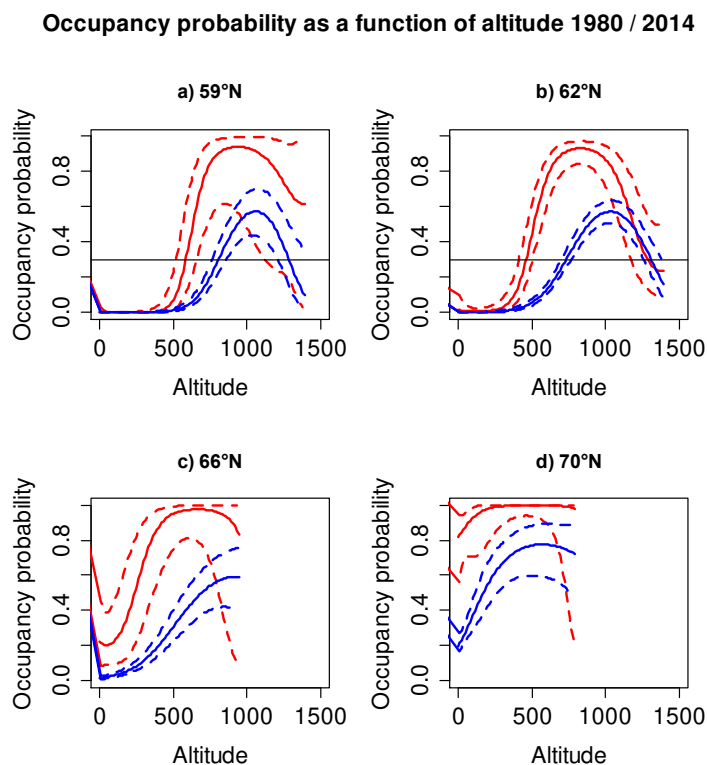 Occupancy probability as a function of altitude 1980 / 2014
a) 59°N
b) 62°N
Occupancy probability
0.0 0.4 0.8
0 500 1000 1500
Altitude
Occupancy probability
0.0 0.4 0.8
0 500 1000 1500
Altitude
c) 66°N
d) 70°N
Occupancy probability
0.0 0.4 0.8
0 500 1000 1500
Altitude
Occupancy probability
0.0 0.4 0.8
0 500 1000 1500
Altitude